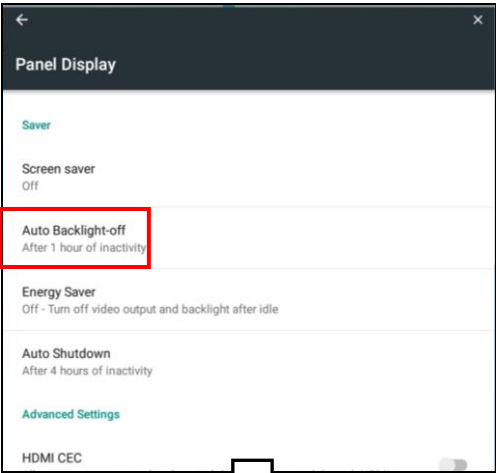 Panel Display
Saver
Screen saver
Off
Auto Backlight-off
After 1 hour of inactivity
Energy Saver
Off - Turn off video output and backlight after idle
Auto Shutdown
After 4 hours of inactivity
Advanced Settings
HDMI CEC